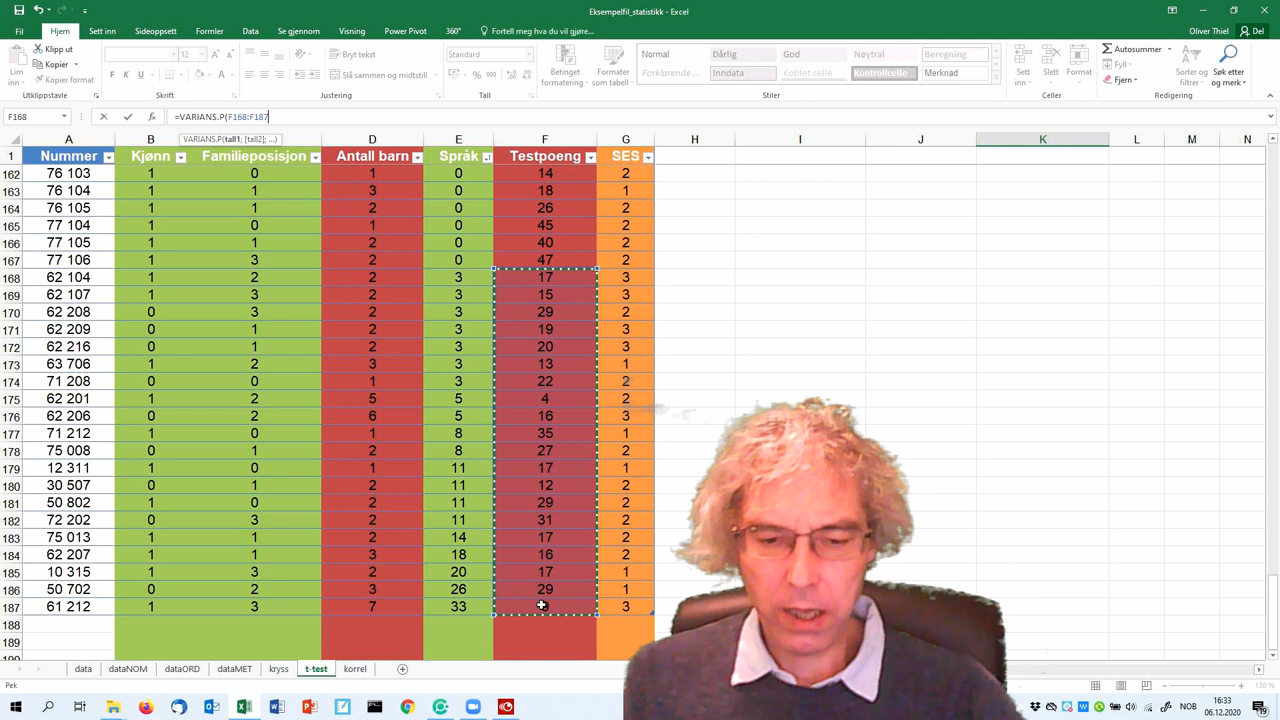 Eksempelfil_statistikk - Excel
Fil Hjem Sett inn Sideoppsett Formler Data Se gjennom Visning Power Pivot Fortell meg hva du vil gjøre... Oliver Thiel Del
Klipp ut
Kopier
Kopier format
Lim inn
Utklippstavle
12
F K U
Skrift
Bryt tekst
Slå sammen og midtstill
Justering
Standard
Tall
Betinget formatering
Formater som tabell
Normal Dårlig God Nøytral Beregning
Forklarende ... Inndata Koblet celle Kontrollcelle Merknad
Stiler
Sett inn Slett Format
Celler
Autosummer
Fyll
Fjern
Sorter og filtrer
Søk etter og merk
Redigering
F168 =VARIANS.P(F168:F187
VARIANS.P(tall1; [tall2]; ...)
A B C D E F G H I J K L M N
1 Nummer Kjønn Familieposisjon Antall barn Språk Testpoeng SES
162 76 103 1 0 1 0 14 2
163 76 104 1 1 3 0 18 1
164 76 105 1 1 2 0 26 2
165 77 104 1 0 1 0 45 2
166 77 105 1 1 2 0 40 2
167 77 106 1 3 2 0 47 2
168 62 104 1 2 2 3 17 3
169 62 107 1 3 2 3 15 3
170 62 208 0 3 2 3 29 2
171 62 209 0 1 2 3 19 3
172 62 216 0 1 2 3 20 3
173 63 706 1 2 3 3 13 1
174 71 208 0 0 1 3 22 2
175 62 201 1 2 5 5 4 2
176 62 206 0 2 6 5 16 3
177 71 212 1 0 1 8 35 1
178 75 008 0 1 2 8 27 2
179 12 311 1 0 1 11 17 1
180 30 507 0 1 2 11 12 2
181 50 802 1 0 2 11 29 2
182 72 202 0 3 2 11 31 2
183 75 013 1 1 2 14 17 2
184 62 207 1 1 3 18 16 2
185 10 315 1 3 2 20 17 1
186 50 702 0 2 3 26 29 1
187 61 212 1 3 7 33 3
188
189
data dataNOM dataORD dataMET kryss t-test korrel
Pek 130 %
NOB 16:33
06.12.2020
19